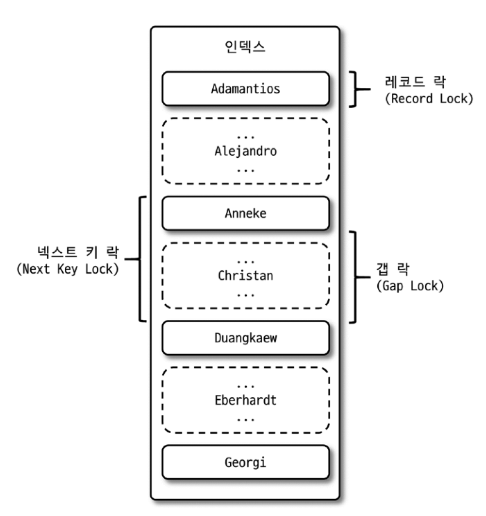 인덱스
Adamantios
레코드 락
(Record Lock)
...
Alejandro
...
Anneke
넥스트 키 락
(Next Key Lock)
...
Christan
...
갭 락
(Gap Lock)
Duangkaew
...
Eberhardt
...
Georgi